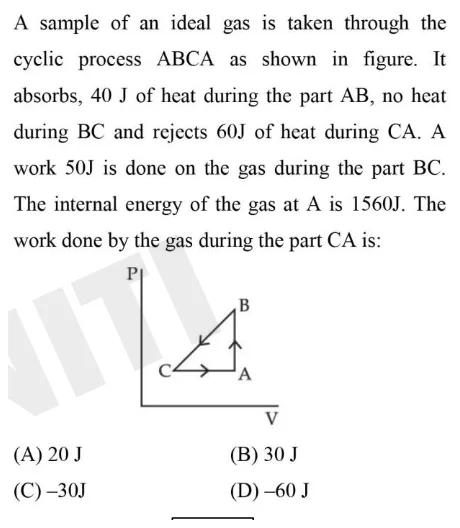 A sample of an ideal gas is taken through the
cyclic process ABCA as shown in figure. It
absorbs, 40 J of heat during the part AB, no heat
during BC and rejects 60J of heat during CA. A
work 50J is done on the gas during the part BC.
The internal energy of the gas at A is 1560J. The
work done by the gas during the part CA is:
P
B
C
A
V
(A) 20 J (B) 30 J
(C) –30J (D) –60 J
NITI